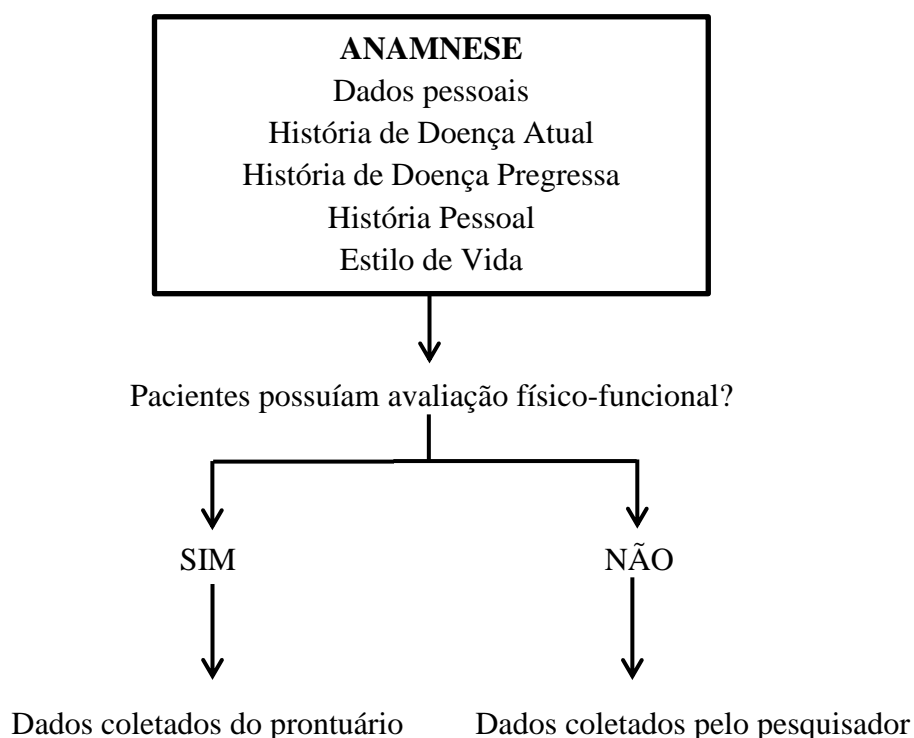 ANAMNESE
Dados pessoais
História de Doença Atual
História de Doença Pregressa
História Pessoal
Estilo de Vida
Pacientes possuíam avaliação físico-funcional?
SIM
NÃO
Dados coletados do prontuário
Dados coletados pelo pesquisador